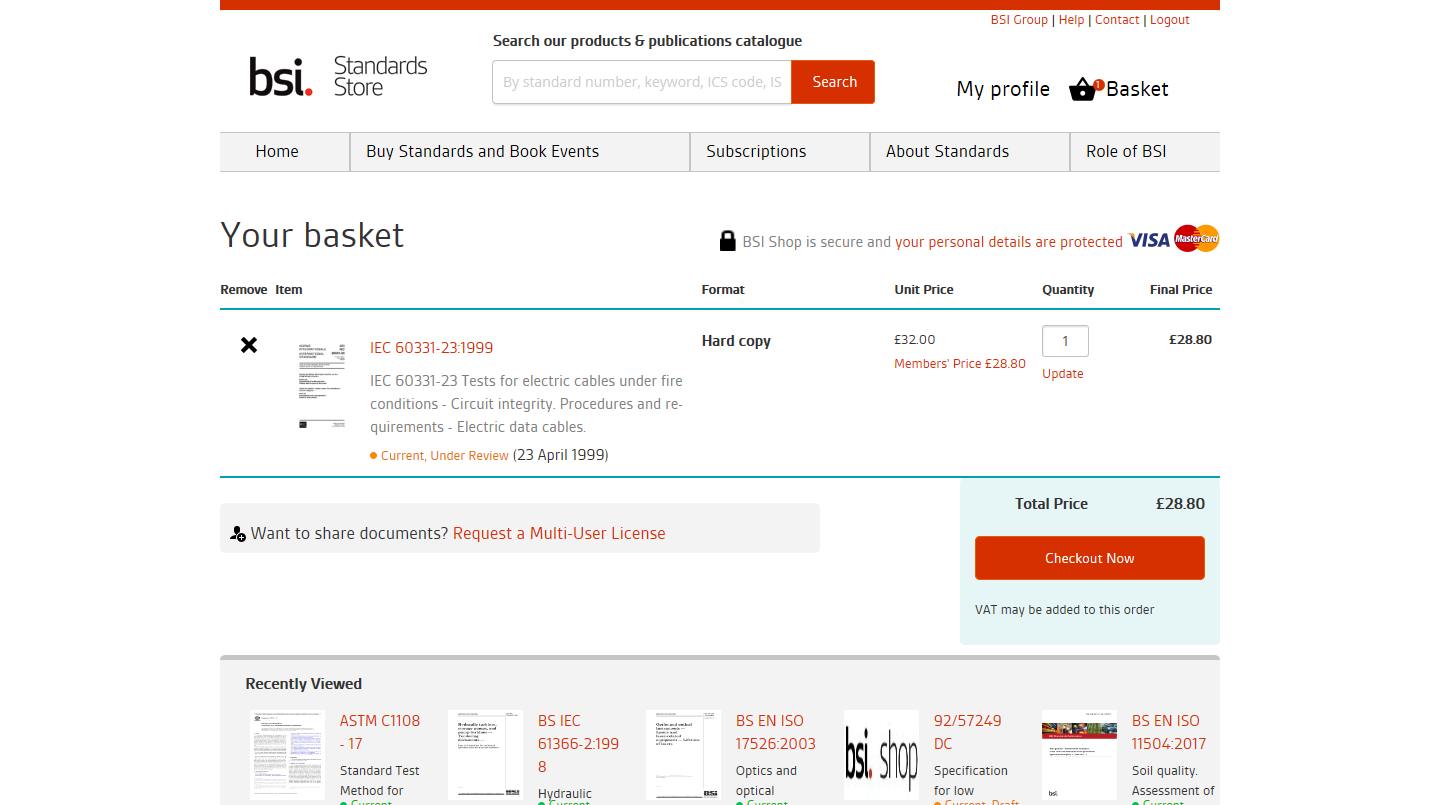 BSI Group | Help | Contact | Logout
Search our products & publications catalogue
bsi. Standards Store
By standard number, keyword, ICS code, IS
Search
My profile
1
Basket
Home
Buy Standards and Book Events
Subscriptions
About Standards
Role of BSI
Your basket
BSI Shop is secure and your personal details are protected
VISA
MasterCard
Remove Item Format Unit Price Quantity Final Price
IEC 60331-23:1999
IEC 60331-23 Tests for electric cables under fire
conditions - Circuit integrity. Procedures and re-
quirements - Electric data cables.
Current, Under Review (23 April 1999)
Hard copy
£32.00
Members' Price £28.80
1
Update
£28.80
Want to share documents? Request a Multi-User License
Total Price £28.80
Checkout Now
VAT may be added to this order
Recently Viewed
ASTM C1108
- 17
Standard Test
Method for
Current
BS IEC
61366-2:199
8
Hydraulic
Current
BS EN ISO
17526:2003
Optics and
optical
Current
bsi. shop
92/57249
DC
Specification
for low
Current, Draft
bsi.
BS EN ISO
11504:2017
Soil quality.
Assessment of
Current